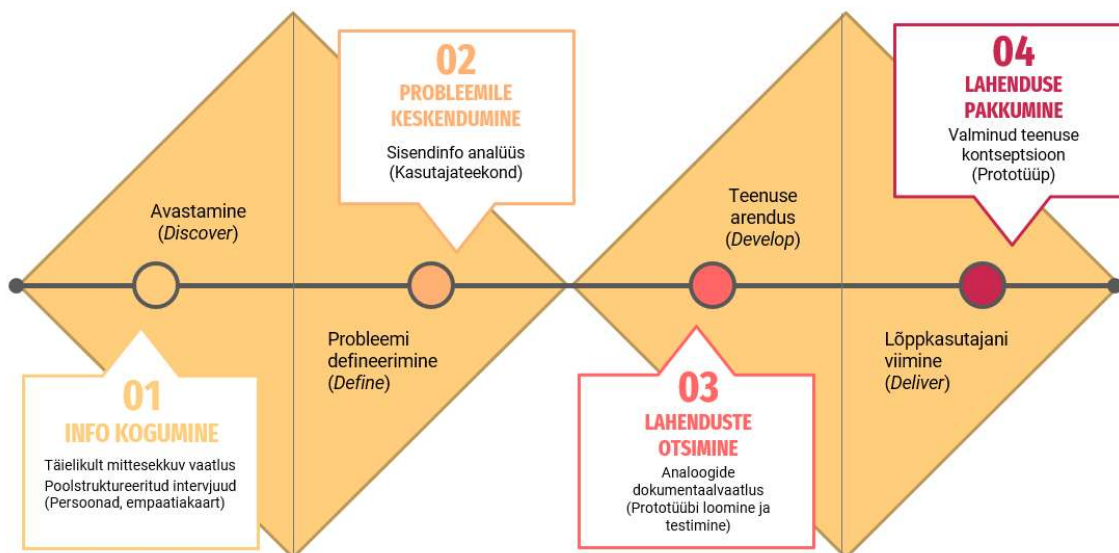 Avastamine
(Discover)
01
INFO KOGUMINE
Täielikult mittesekkuv vaatlus
Poolstruktureeritud intervjuud
(Persoonad, empaatiakaart)
02
PROBLEEMILE
KESKENDUMINE
Sisendinfo analüüs
(Kasutajateekond)
Probleemi
defineerimine
(Define)
Teenuse
arendus
(Develop)
03
LAHENDUSTE
OTSIMINE
Analoogide
dokumentaalvaatlus
(Prototüübi loomine ja
testimine)
04
LAHENDUSE
PAKKUMINE
Valminud teenuse
kontseptsioon
(Prototüüp)
Lõppkasutajani
viimine
(Deliver)